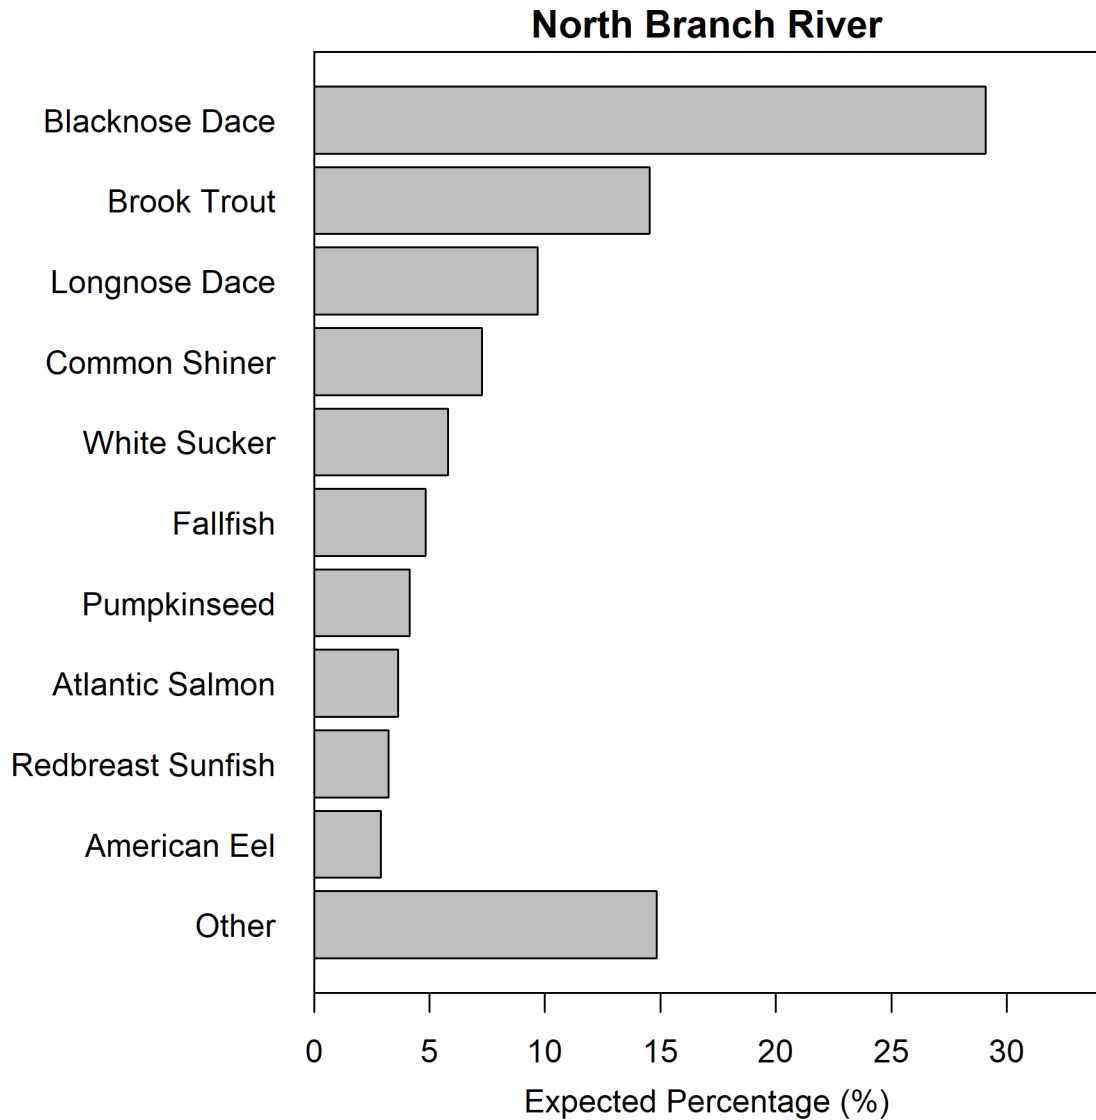 North Branch River
Blacknose Dace
Brook Trout
Longnose Dace
Common Shiner
White Sucker
Fallfish
Pumpkinseed
Atlantic Salmon
Redbreast Sunfish
American Eel
Other
0 5 10 15 20 25 30
Expected Percentage (%)